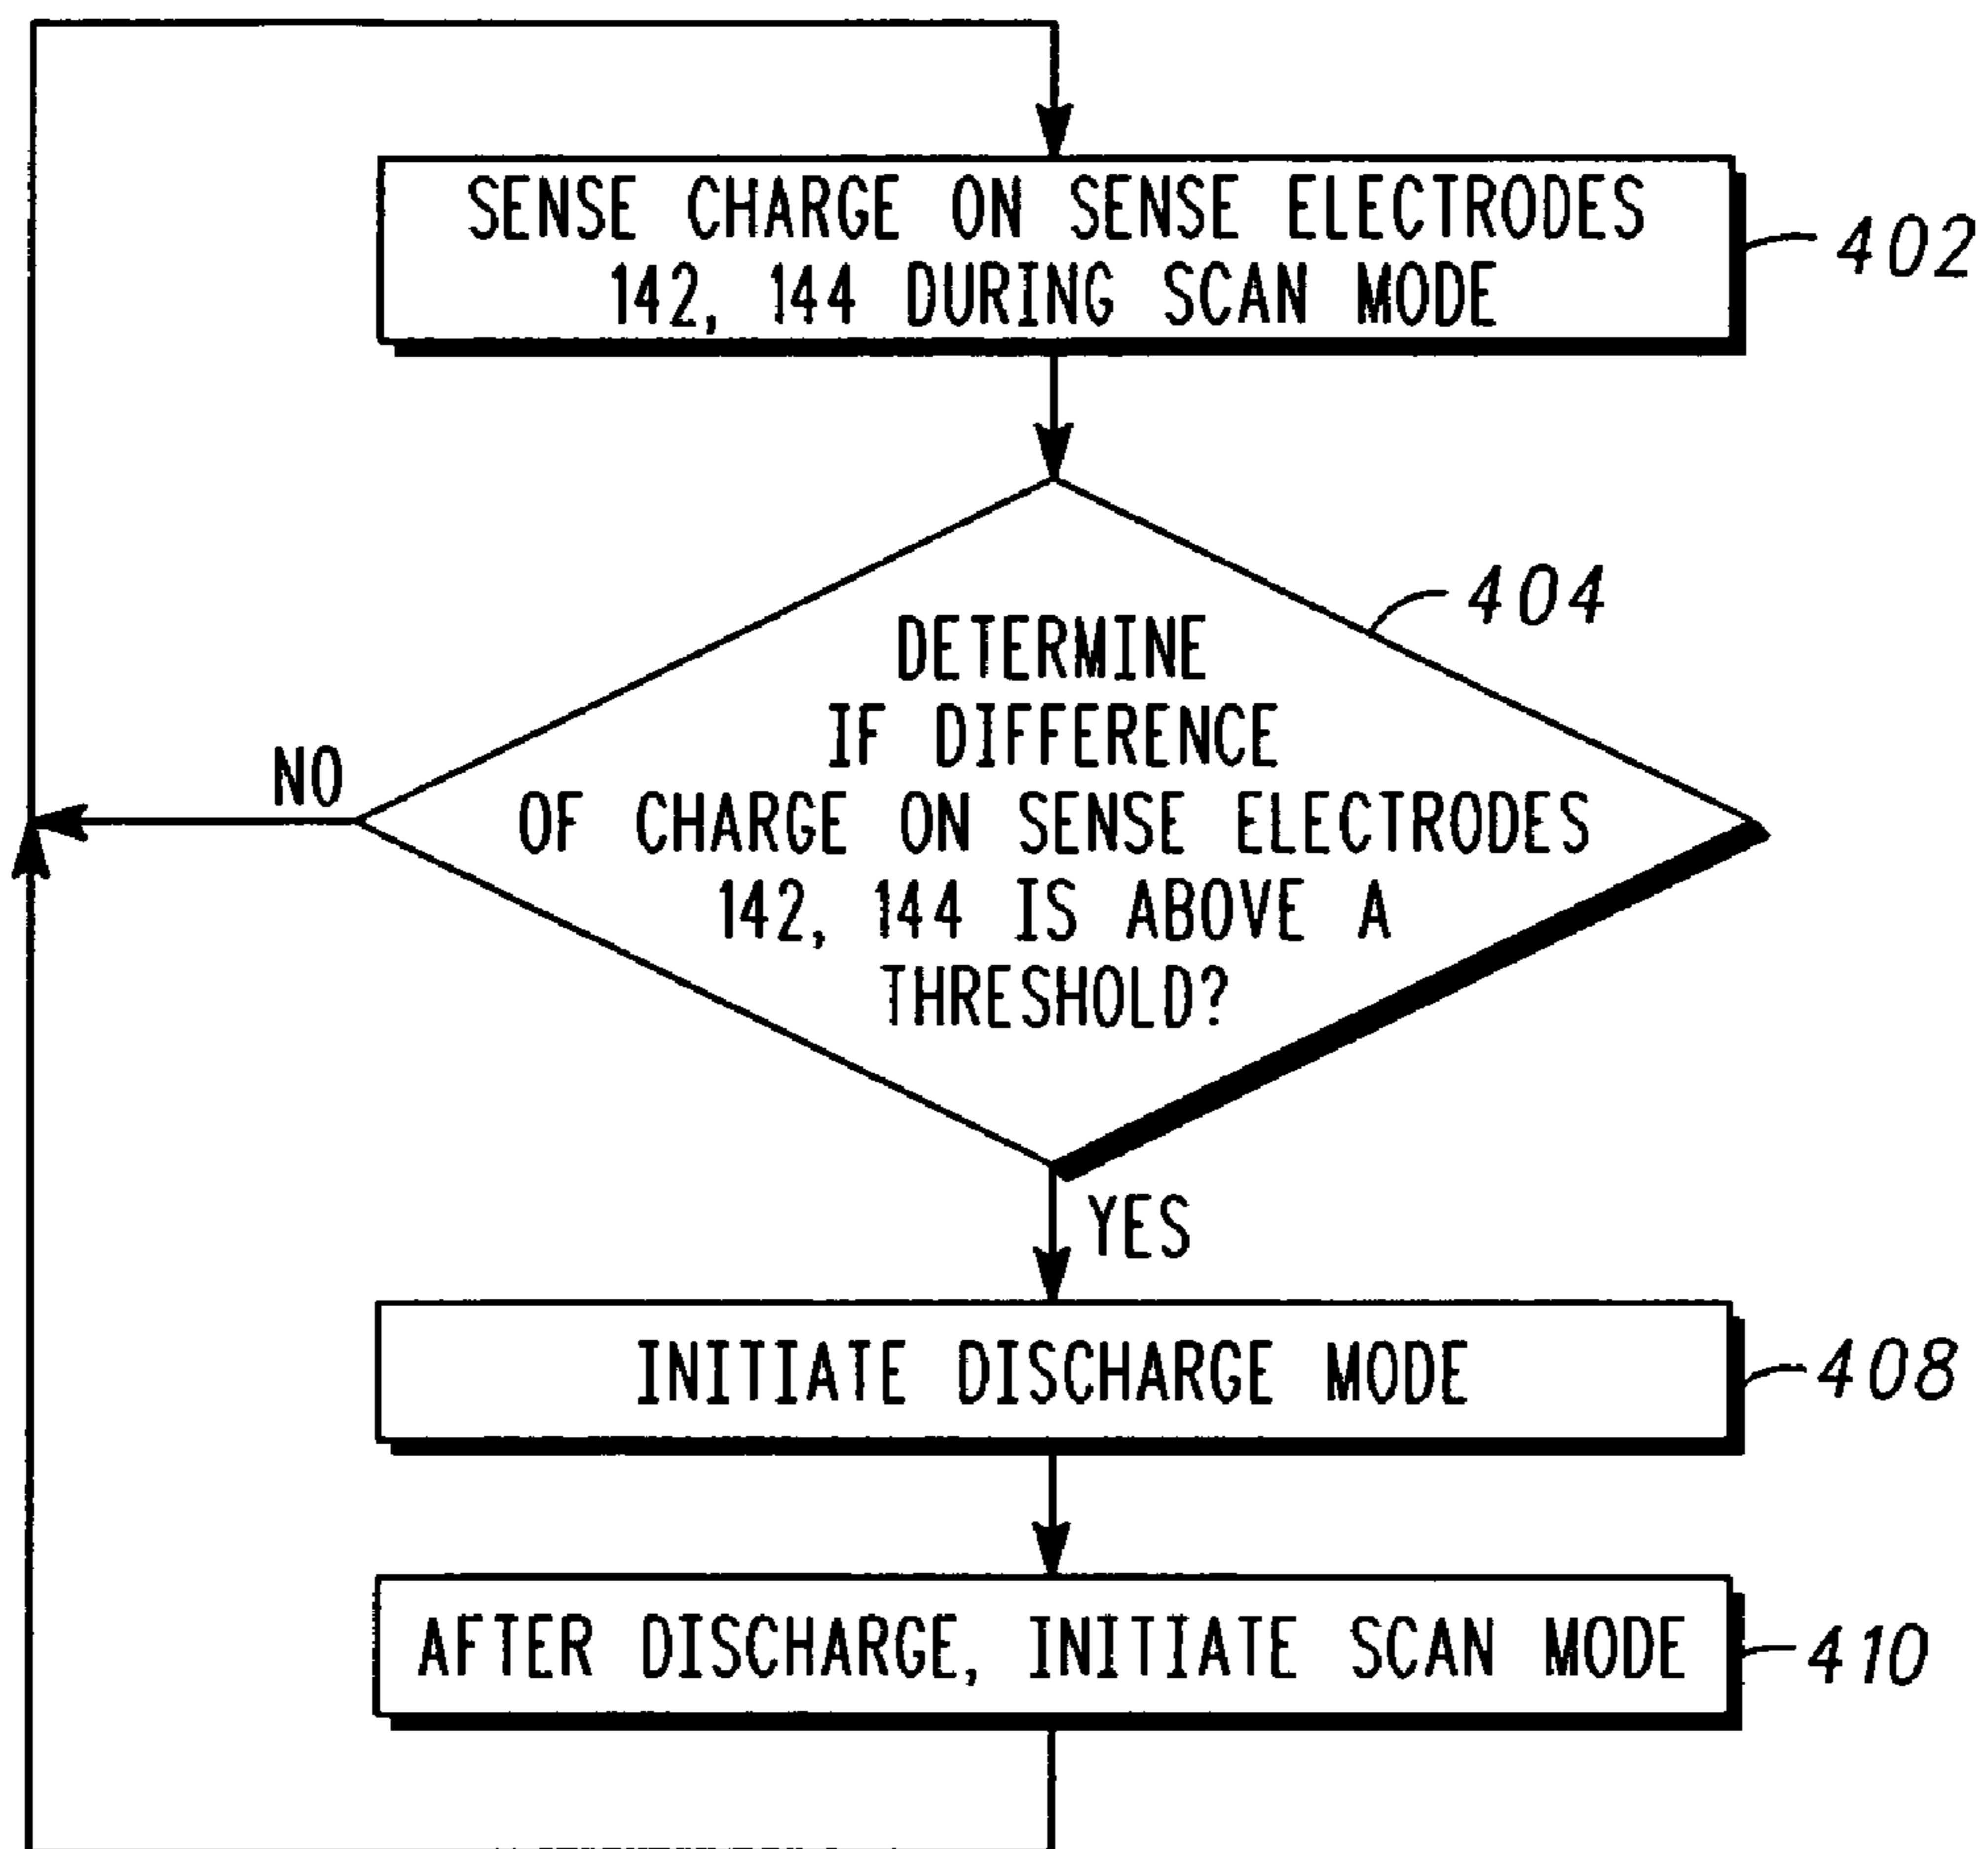 SENSE CHARGE ON SENSE ELECTRODES
142, 144 DURING SCAN MODE
402
404
DETERMINE
IF DIFFERENCE
OF CHARGE ON SENSE ELECTRODES
142, 144 IS ABOVE A
THRESHOLD?
NO
YES
INITIATE DISCHARGE MODE
408
AFTER DISCHARGE, INITIATE SCAN MODE
410